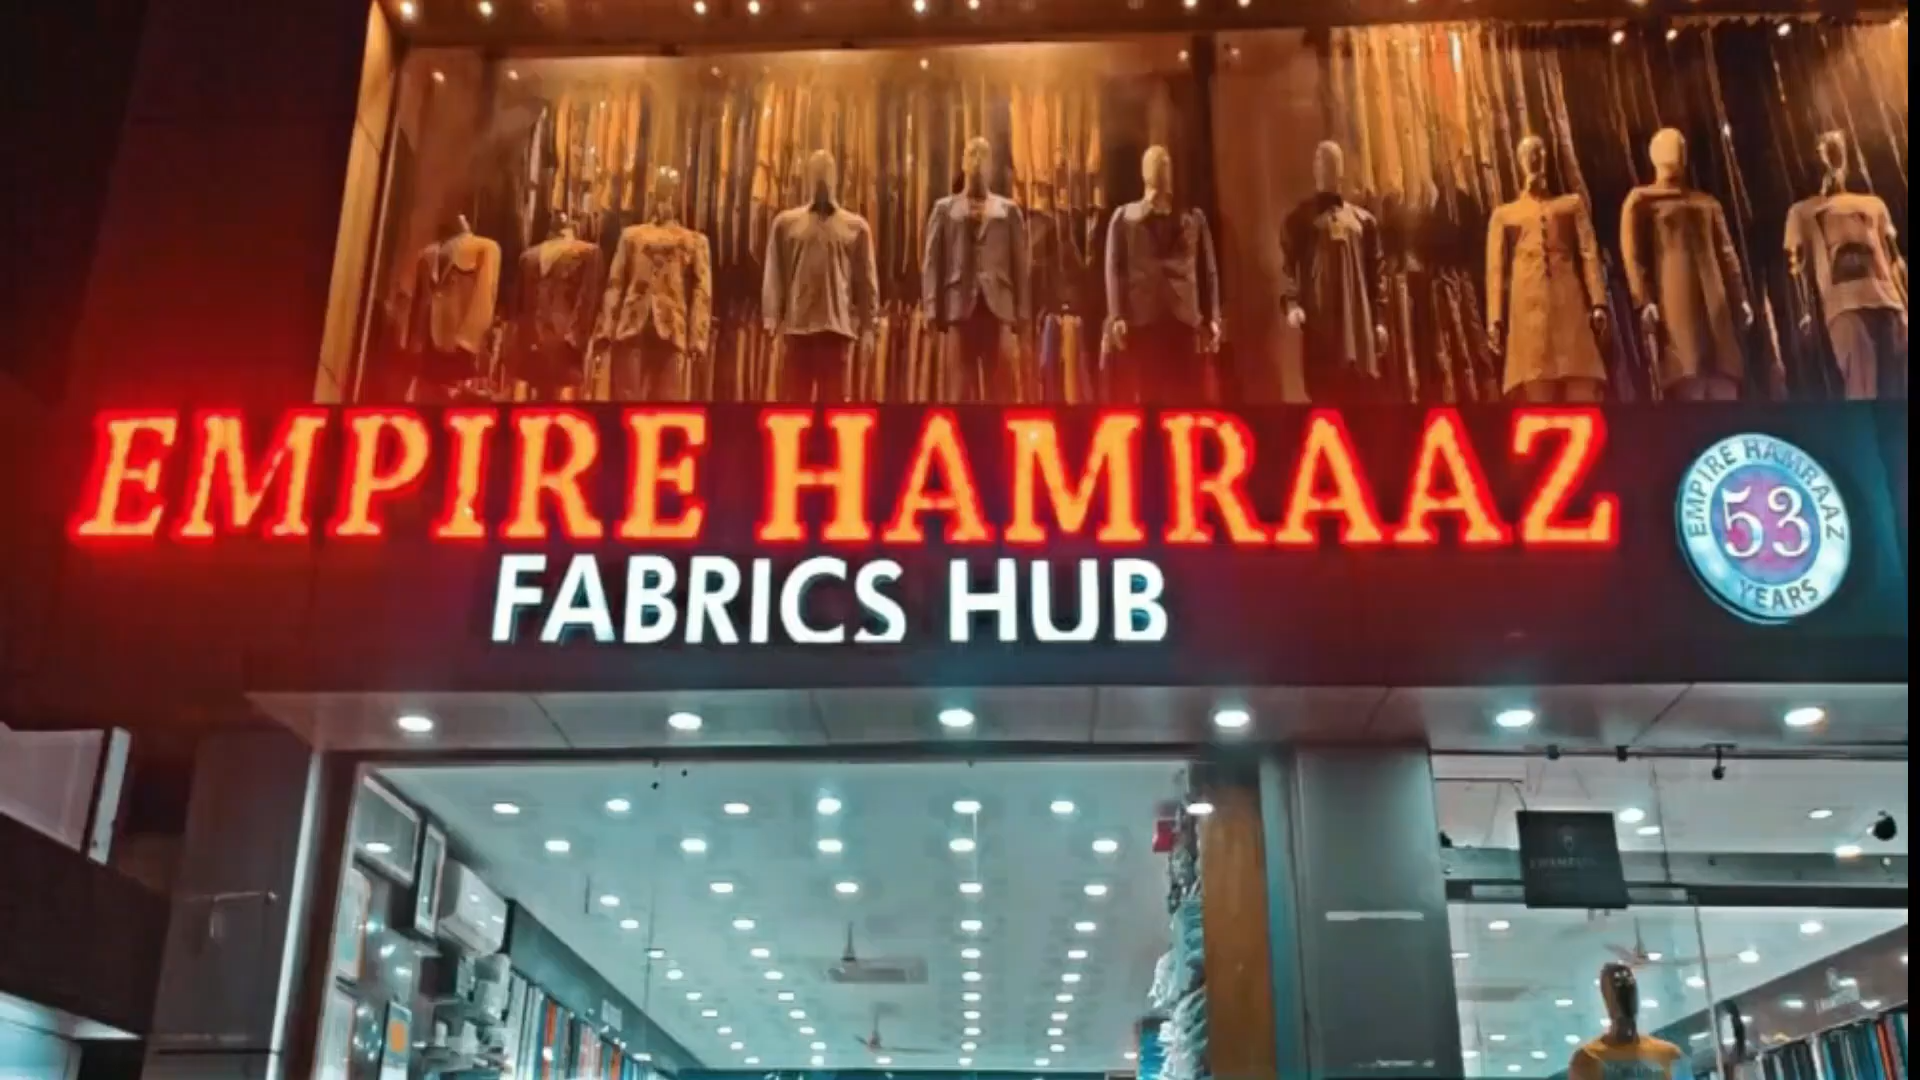 EMPIRE HAMRAAZ
FABRICS HUB
EMPIRE HAMRAAZ
53
YEARS